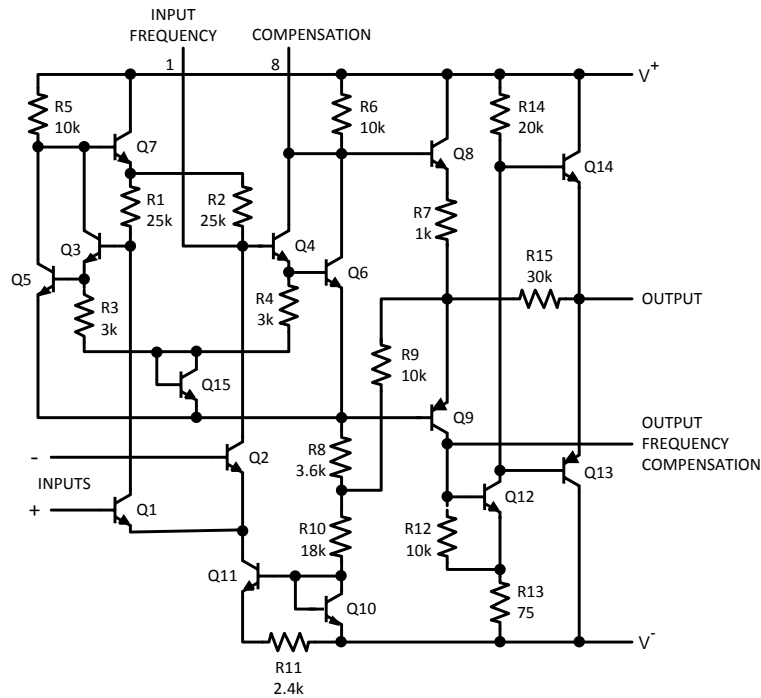 INPUT
FREQUENCY
COMPENSATION
1
8
V+
R5
10k
R6
10k
R14
20k
Q7
Q8
Q14
R1
25k
R2
25k
R7
1k
Q3
Q4
R15
30k
Q5
Q6
R3
3k
R4
3k
OUTPUT
R9
10k
Q15
Q9
OUTPUT
FREQUENCY
COMPENSATION
-
Q2
R8
3.6k
Q13
INPUTS
+
Q1
Q12
R12
10k
R10
18k
Q11
Q10
R13
75
V-
R11
2.4k